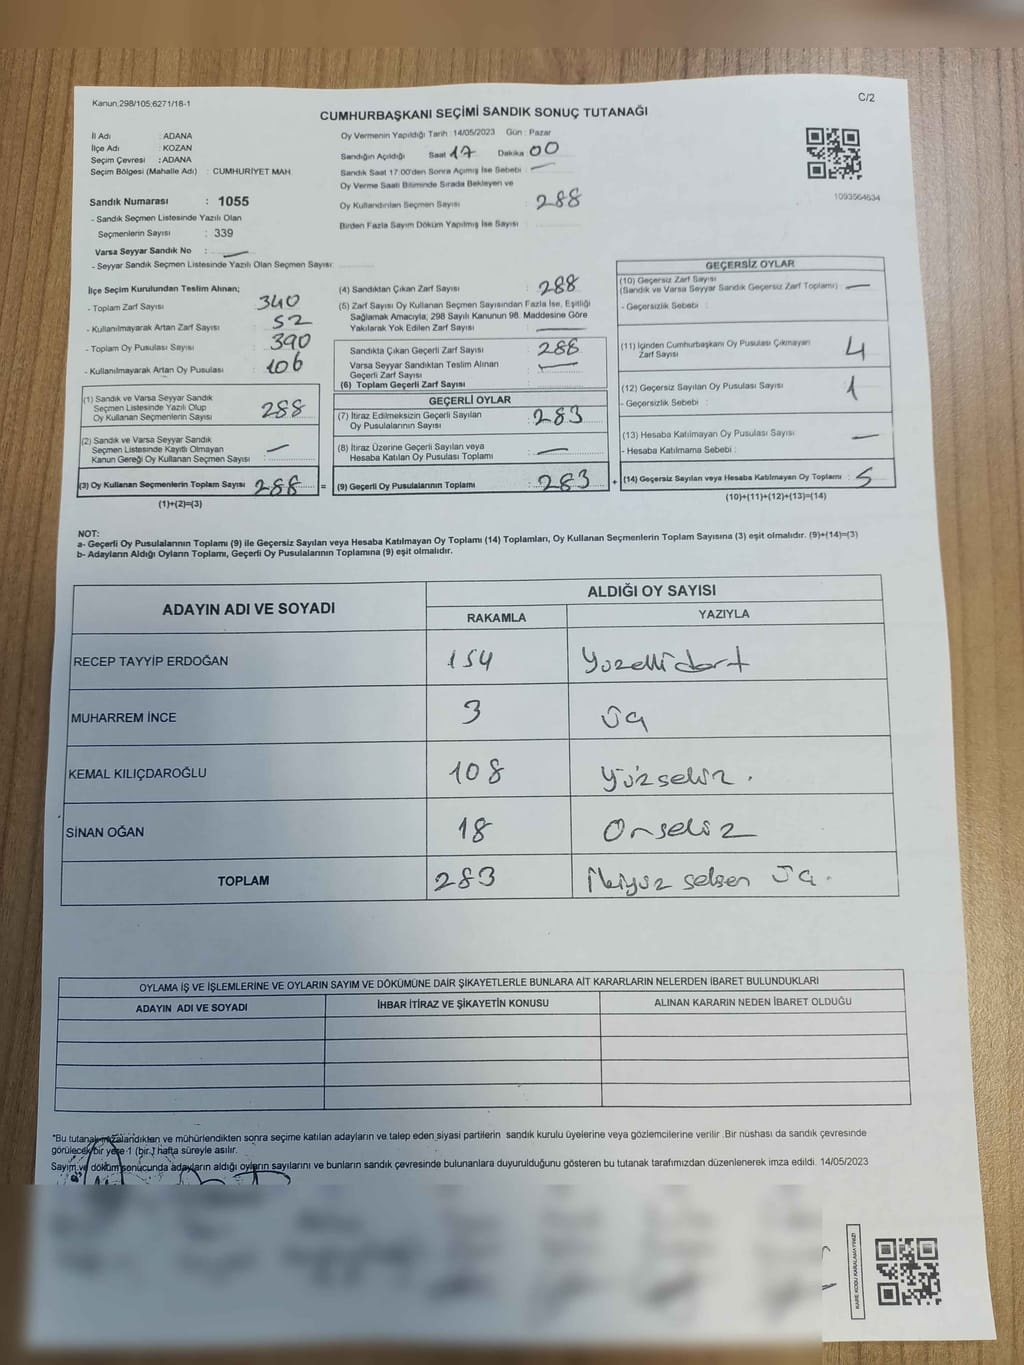 Kanun,298/105;6271/18-1
C/2
CUMHURBAŞKANI SEÇİMİ SANDIK SONUÇ TUTANAĞI
İl Adı : ADANA
İlçe Adı : KOZAN
Seçim Çevresi : ADANA
Seçim Bölgesi (Mahalle Adı) : CUMHURİYET MAH.
Sandık Numarası : 1055
- Sandık Seçmen Listesinde Yazılı Olan
Seçmenlerin Sayısı : 339
Varsa Seyyar Sandık No : —
- Seyyar Sandık Seçmen Listesinde Yazılı Olan Seçmen Sayısı:
Oy Vermenin Yapıldığı Tarih : 14/05/2023 Gün : Pazar
Sandığın Açıldığı Saat 17 Dakika 00
Sandık Saat 17:00'den Sonra Açımış İse Sebebi : —
Oy Verme Saati Bitiminde Sırada Bekleyen ve
Oy Kullandırılan Seçmen Sayısı : 288
Birden Fazla Sayım Döküm Yapılmış İse Sayısı :
1093564634
İlçe Seçim Kurulundan Teslim Alınan;
- Toplam Zarf Sayısı : 340
- Kullanılmayarak Artan Zarf Sayısı : 52
- Toplam Oy Pusulası Sayısı : 390
- Kullanılmayarak Artan Oy Pusulası : 106
(1) Sandık ve Varsa Seyyar Sandık
Seçmen Listesinde Yazılı Olup
Oy Kullanan Seçmenlerin Sayısı : 288
(2) Sandık ve Varsa Seyyar Sandık
Seçmen Listesinde Kayıtlı Olmayan
Kanun Gereği Oy Kullanan Seçmen Sayısı : —
(3) Oy Kullanan Seçmenlerin Toplam Sayısı : 288 =
(1)+(2)=(3)
(4) Sandıktan Çıkan Zarf Sayısı : 288
(5) Zarf Sayısı Oy Kullanan Seçmen Sayısından Fazla İse, Eşitliği
Sağlamak Amacıyla, 298 Sayılı Kanunun 98. Maddesine Göre
Yakılarak Yok Edilen Zarf Sayısı : —
Sandıkta Çıkan Geçerli Zarf Sayısı : 288
Varsa Seyyar Sandıktan Teslim Alınan
Geçerli Zarf Sayısı : —
(6) Toplam Geçerli Zarf Sayısı
GEÇERLİ OYLAR
(7) İtiraz Edilmeksizin Geçerli Sayılan
Oy Pusulasının Sayısı : 283
(8) İtiraz Üzerine Geçerli Sayılan veya
Hesaba Katılan Oy Pusulası Toplamı : —
(9) Geçerli Oy Pusulalarının Toplamı : 283 +
GEÇERSİZ OYLAR
(10) Geçersiz Zarf Sayısı
(Sandık ve Varsa Seyyar Sandık Geçersiz Zarf Toplamı) : —
- Geçersizlik Sebebi :
(11) İçinden Cumhurbaşkanı Oy Pusulası Çıkmayan
Zarf Sayısı : 4
(12) Geçersiz Sayılan Oy Pusulası Sayısı : 1
- Geçersizlik Sebebi :
(13) Hesaba Katılmayan Oy Pusulası Sayısı : —
- Hesaba Katılmama Sebebi :
(14) Geçersiz Sayılan veya Hesaba Katılmayan Oy Toplamı : 5
(10)+(11)+(12)+(13)=(14)
NOT:
a- Geçerli Oy Pusulalarının Toplamı (9) ile Geçersiz Sayılan veya Hesaba Katılmayan Oy Toplamı (14) Toplamları, Oy Kullanan Seçmenlerin Toplam Sayısına (3) eşit olmalıdır. (9)+(14)=(3)
b- Adayların Aldığı Oyların Toplamı, Geçerli Oy Pusulalarının Toplamına (9) eşit olmalıdır.
ADAYIN ADI VE SOYADI
ALDIĞI OY SAYISI
RAKAMLA YAZIYLA
RECEP TAYYİP ERDOĞAN 154 Yüzellidört
MUHARREM İNCE 3 Üç
KEMAL KILIÇDAROĞLU 108 Yüzsekiz.
SİNAN OĞAN 18 Onsekiz
TOPLAM 283 İkiyüz seksen Üç.
OYLAMA İŞ VE İŞLEMLERİNE VE OYLARIN SAYIM VE DÖKÜMÜNE DAİR ŞİKAYETLERLE BUNLARA AİT KARARLARIN NELERDEN İBARET BULUNDUKLARI
ADAYIN ADI VE SOYADI İHBAR İTİRAZ VE ŞİKAYETİN KONUSU ALINAN KARARIN NEDEN İBARET OLDUĞU
*Bu tutanak imzalandıktan ve mühürlendikten sonra seçime katılan adayların ve talep eden siyasi partilerin sandık kurulu üyelerine veya gözlemcilerine verilir .Bir nüshası da sandık çevresinde
görülecek bir yere 1 (bir.) hafta süreyle asılır.
Sayım ve döküm sonucunda adayların aldığı oyların sayılarını ve bunların sandık çevresinde bulunanlara duyurulduğunu gösteren bu tutanak tarafımızdan düzenlenerek imza edildi. 14/05/2023
KARE KODU KARALAMAYINIZ!